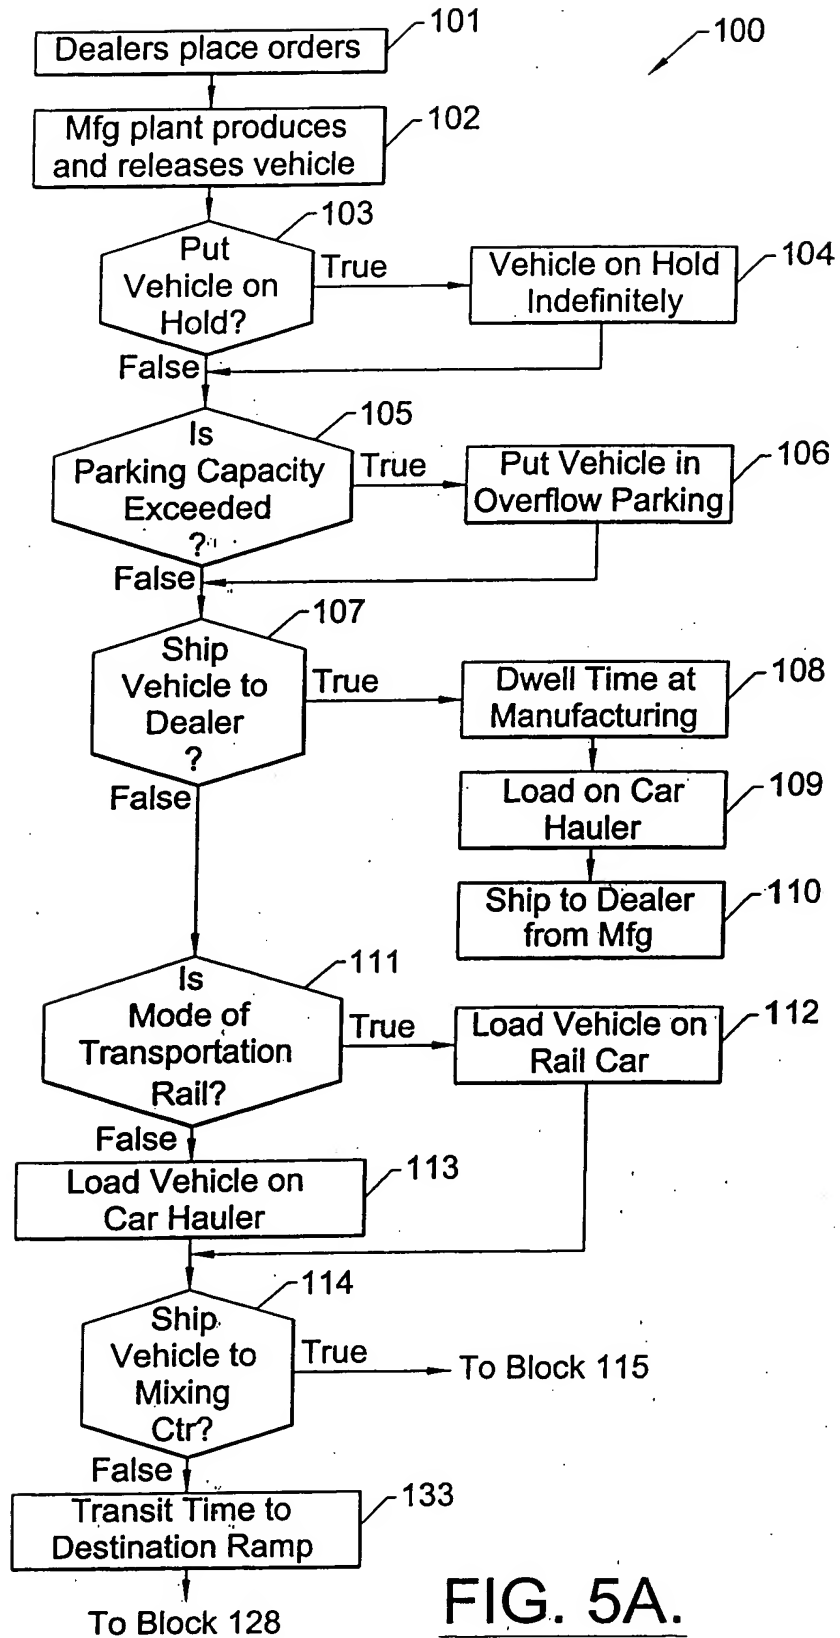 Dealers place orders
101
100
Mfg plant produces
and releases vehicle
102
103
Put
Vehicle on
Hold?
True
Vehicle on Hold
Indefinitely
104
False
105
Is
Parking Capacity
Exceeded
?
True
Put Vehicle in
Overflow Parking
106
False
107
Ship
Vehicle to
Dealer
?
True
Dwell Time at
Manufacturing
108
False
Load on Car
Hauler
109
Ship to Dealer
from Mfg
110
111
Is
Mode of
Transportation
Rail?
True
Load Vehicle on
Rail Car
112
False
Load Vehicle on
Car Hauler
113
114
Ship
Vehicle to
Mixing
Ctr?
True
To Block 115
False
Transit Time to
Destination Ramp
133
To Block 128
FIG. 5A.